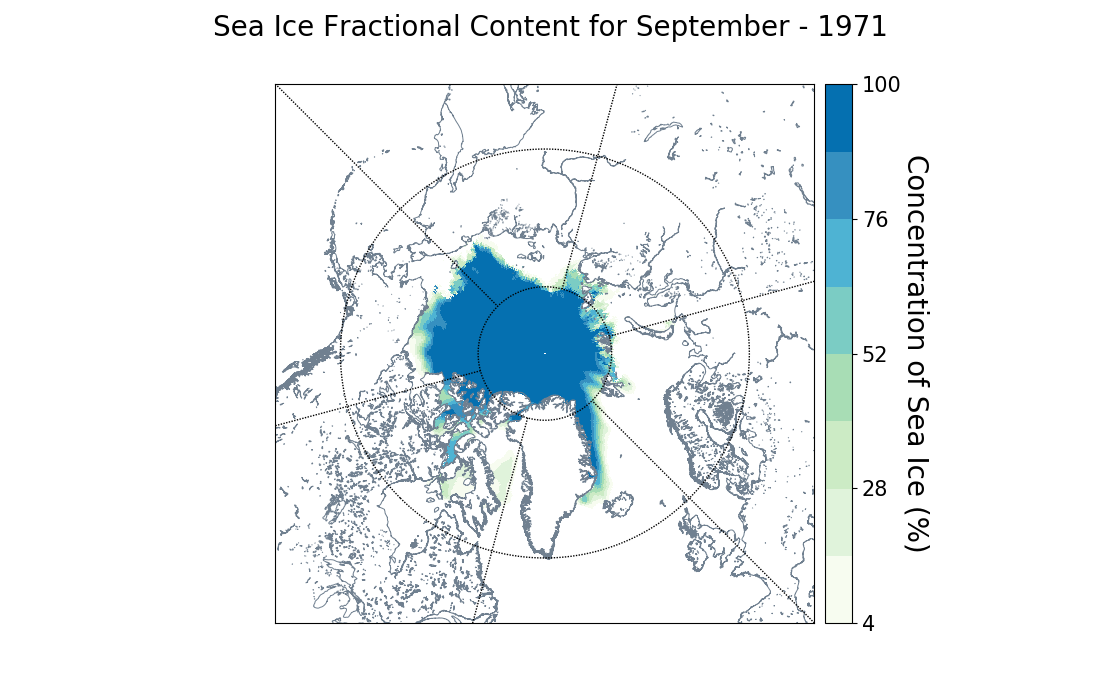 Sea Ice Fractional Content for September - 1971
100
76
52
28
4
Concentration of Sea Ice (%)